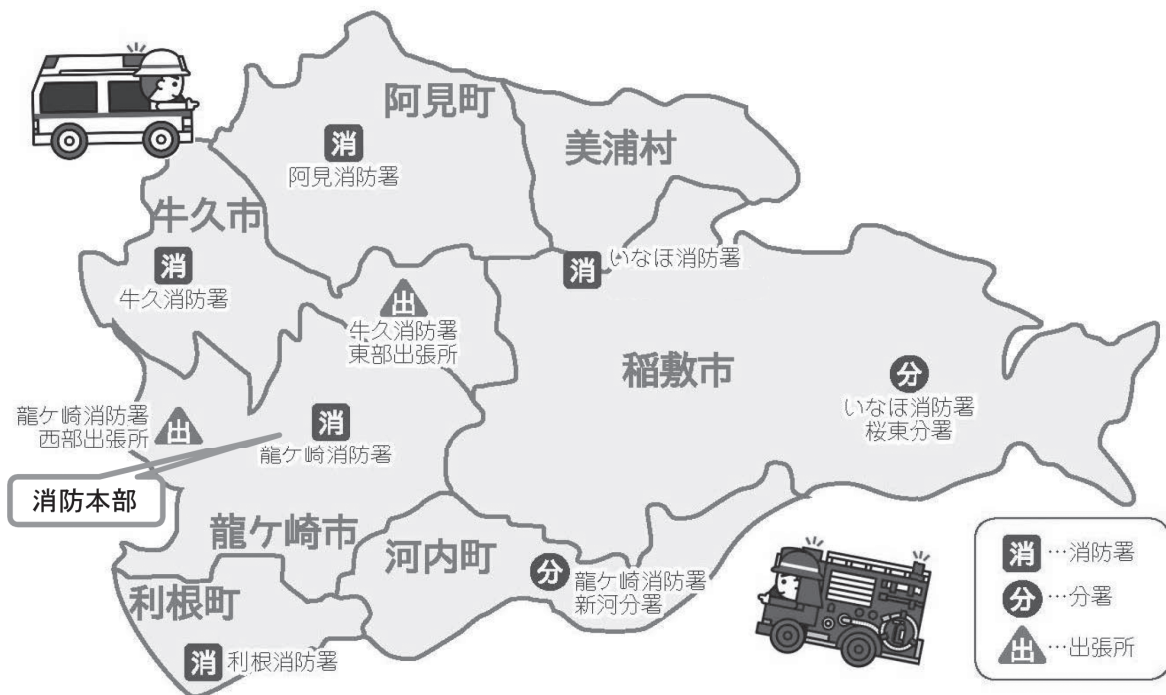 阿見町
消
阿見消防署
美浦村
牛久市
消
牛久消防署
消
いなほ消防署
出
牛久消防署
東部出張所
稲敷市
分
いなほ消防署
桜東分署
龍ケ崎消防署
西部出張所
出
消
龍ケ崎消防署
消防本部
龍ケ崎市
河内町
分
龍ケ崎消防署
新河分署
利根町
消
利根消防署
消…消防署
分…分署
出…出張所